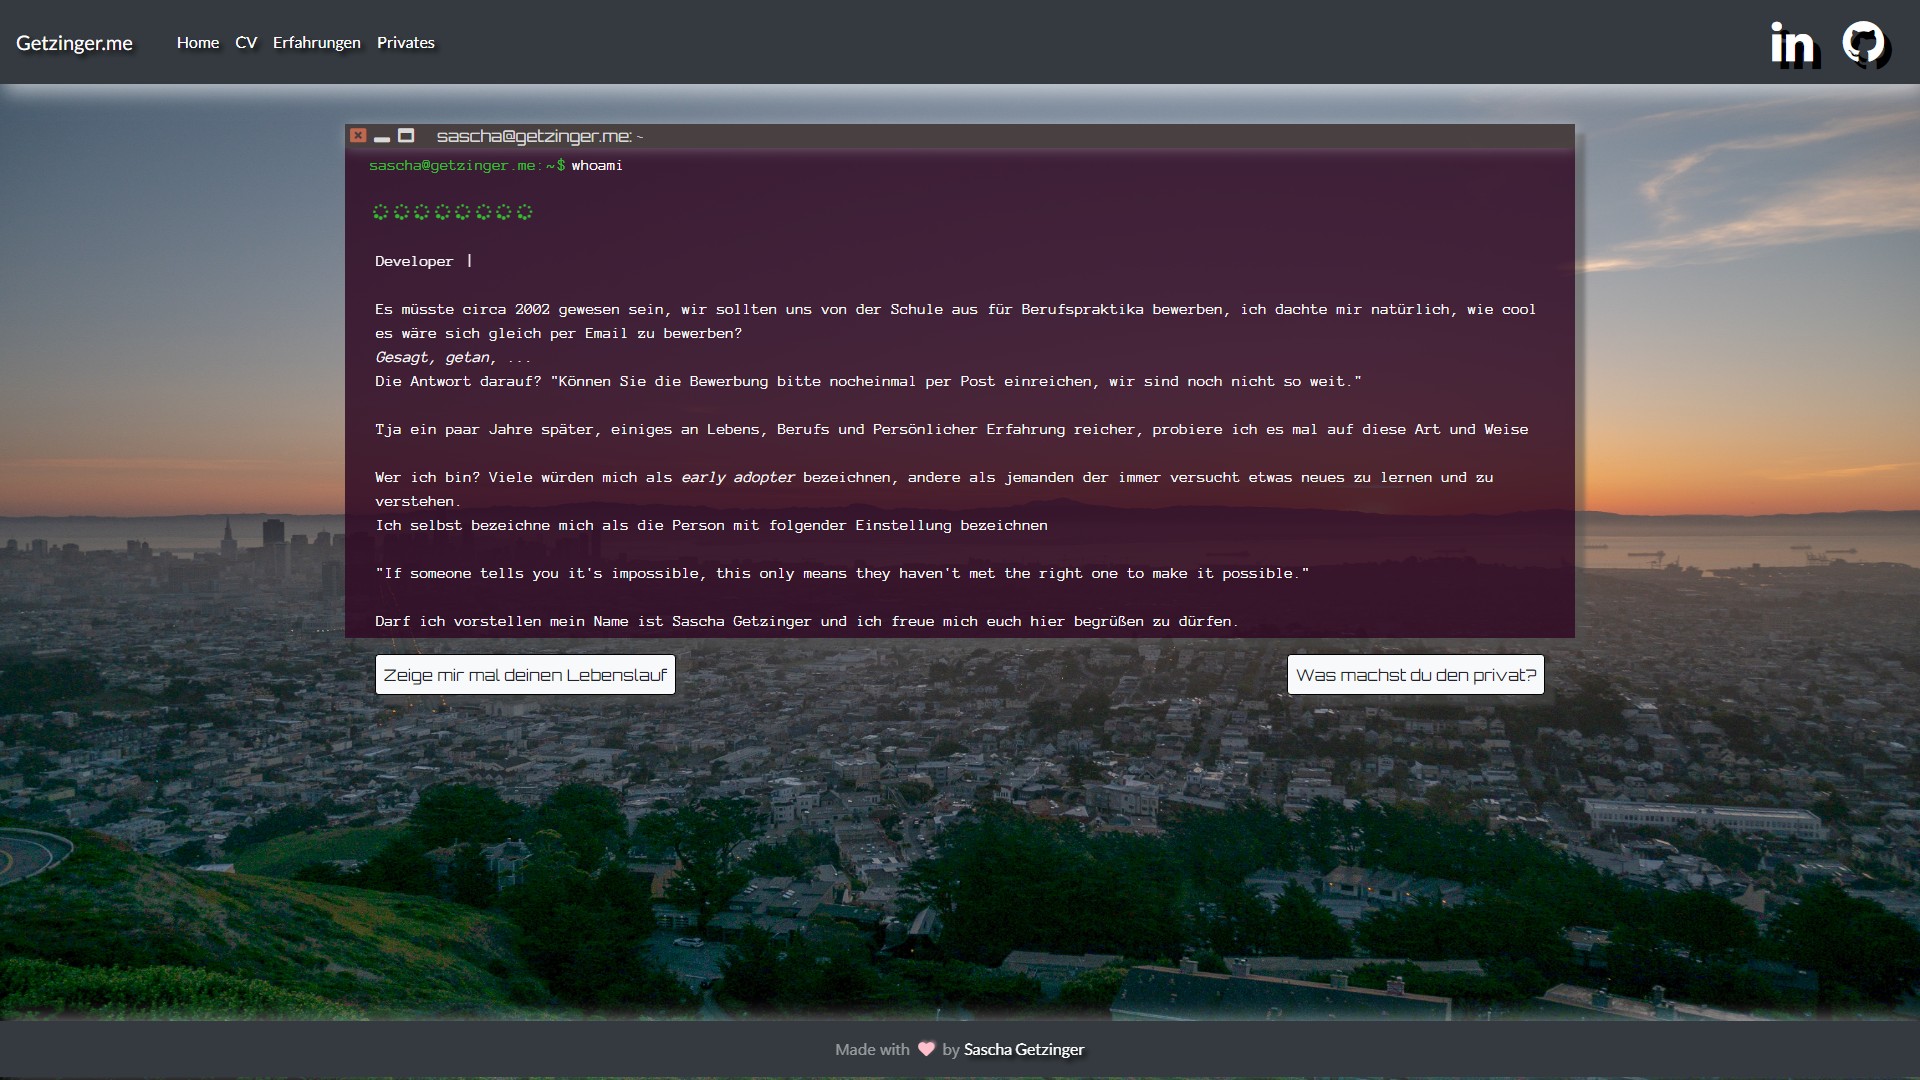 Getzinger.me
Home CV Erfahrungen Privates
in
sascha@getzinger.me: ~
sascha@getzinger.me:~$ whoami
Developer |
Es müsste circa 2002 gewesen sein, wir sollten uns von der Schule aus für Berufspraktika bewerben, ich dachte mir natürlich, wie cool
es wäre sich gleich per Email zu bewerben?
Gesagt, getan, ...
Die Antwort darauf? "Können Sie die Bewerbung bitte nocheinmal per Post einreichen, wir sind noch nicht so weit."
Tja ein paar Jahre später, einiges an Lebens, Berufs und Persönlicher Erfahrung reicher, probiere ich es mal auf diese Art und Weise
Wer ich bin? Viele würden mich als early adopter bezeichnen, andere als jemanden der immer versucht etwas neues zu lernen und zu
verstehen.
Ich selbst bezeichne mich als die Person mit folgender Einstellung bezeichnen
"If someone tells you it's impossible, this only means they haven't met the right one to make it possible."
Darf ich vorstellen mein Name ist Sascha Getzinger und ich freue mich euch hier begrüßen zu dürfen.
Zeige mir mal deinen Lebenslauf
Was machst du den privat?
Made with by Sascha Getzinger